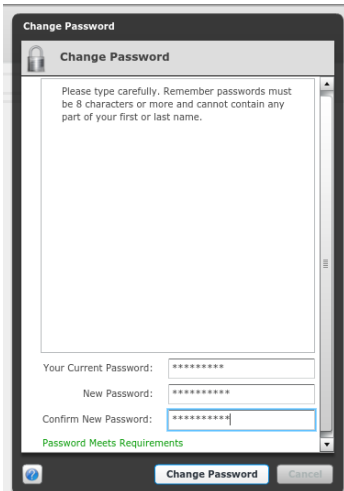 Change Password
Change Password
Please type carefully. Remember passwords must
be 8 characters or more and cannot contain any
part of your first or last name.
Your Current Password: *********
New Password: **********
Confirm New Password: **********
Password Meets Requirements
? Change Password Cancel